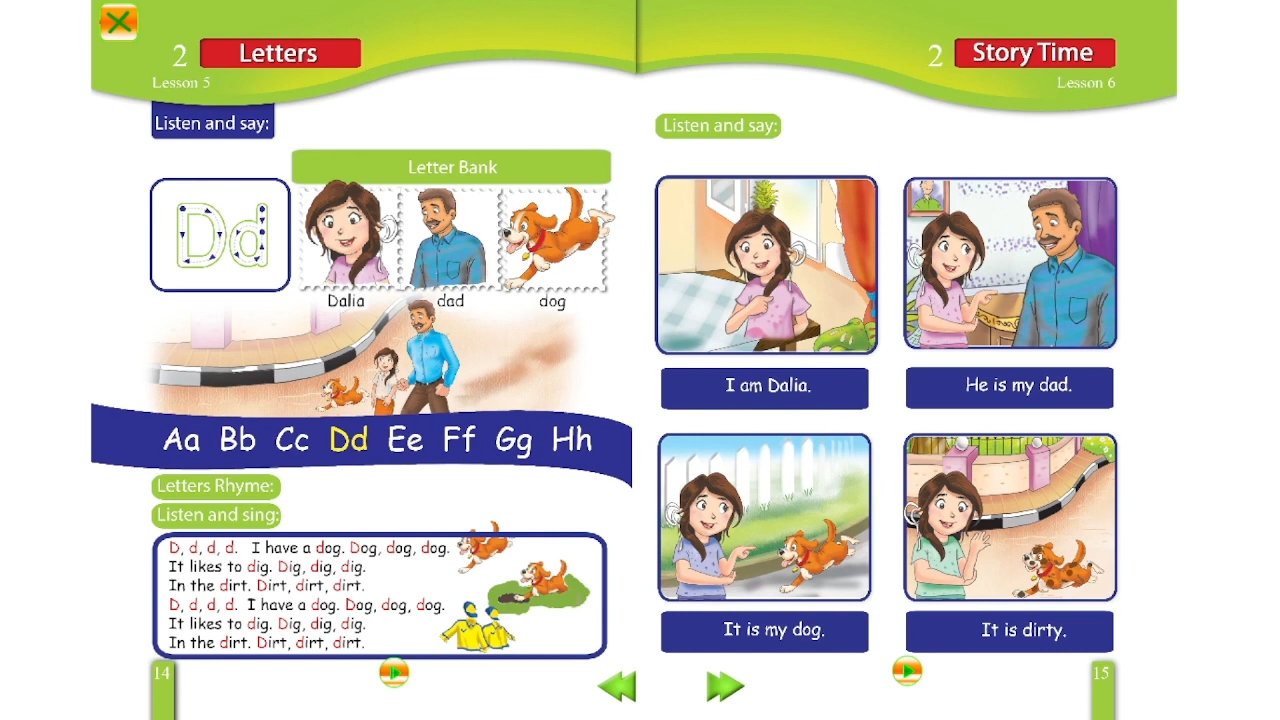 2 Letters
Lesson 5
Listen and say:
Letter Bank
Dd
Dalia dad dog
Aa Bb Cc Dd Ee Ff Gg Hh
Letters Rhyme:
Listen and sing:
D, d, d, d. I have a dog. Dog, dog, dog.
It likes to dig. Dig, dig, dig.
In the dirt. Dirt, dirt, dirt.
D, d, d, d. I have a dog. Dog, dog, dog.
It likes to dig. Dig, dig, dig.
In the dirt. Dirt, dirt, dirt.
14
2 Story Time
Lesson 6
Listen and say:
I am Dalia.
He is my dad.
It is my dog.
It is dirty.
15